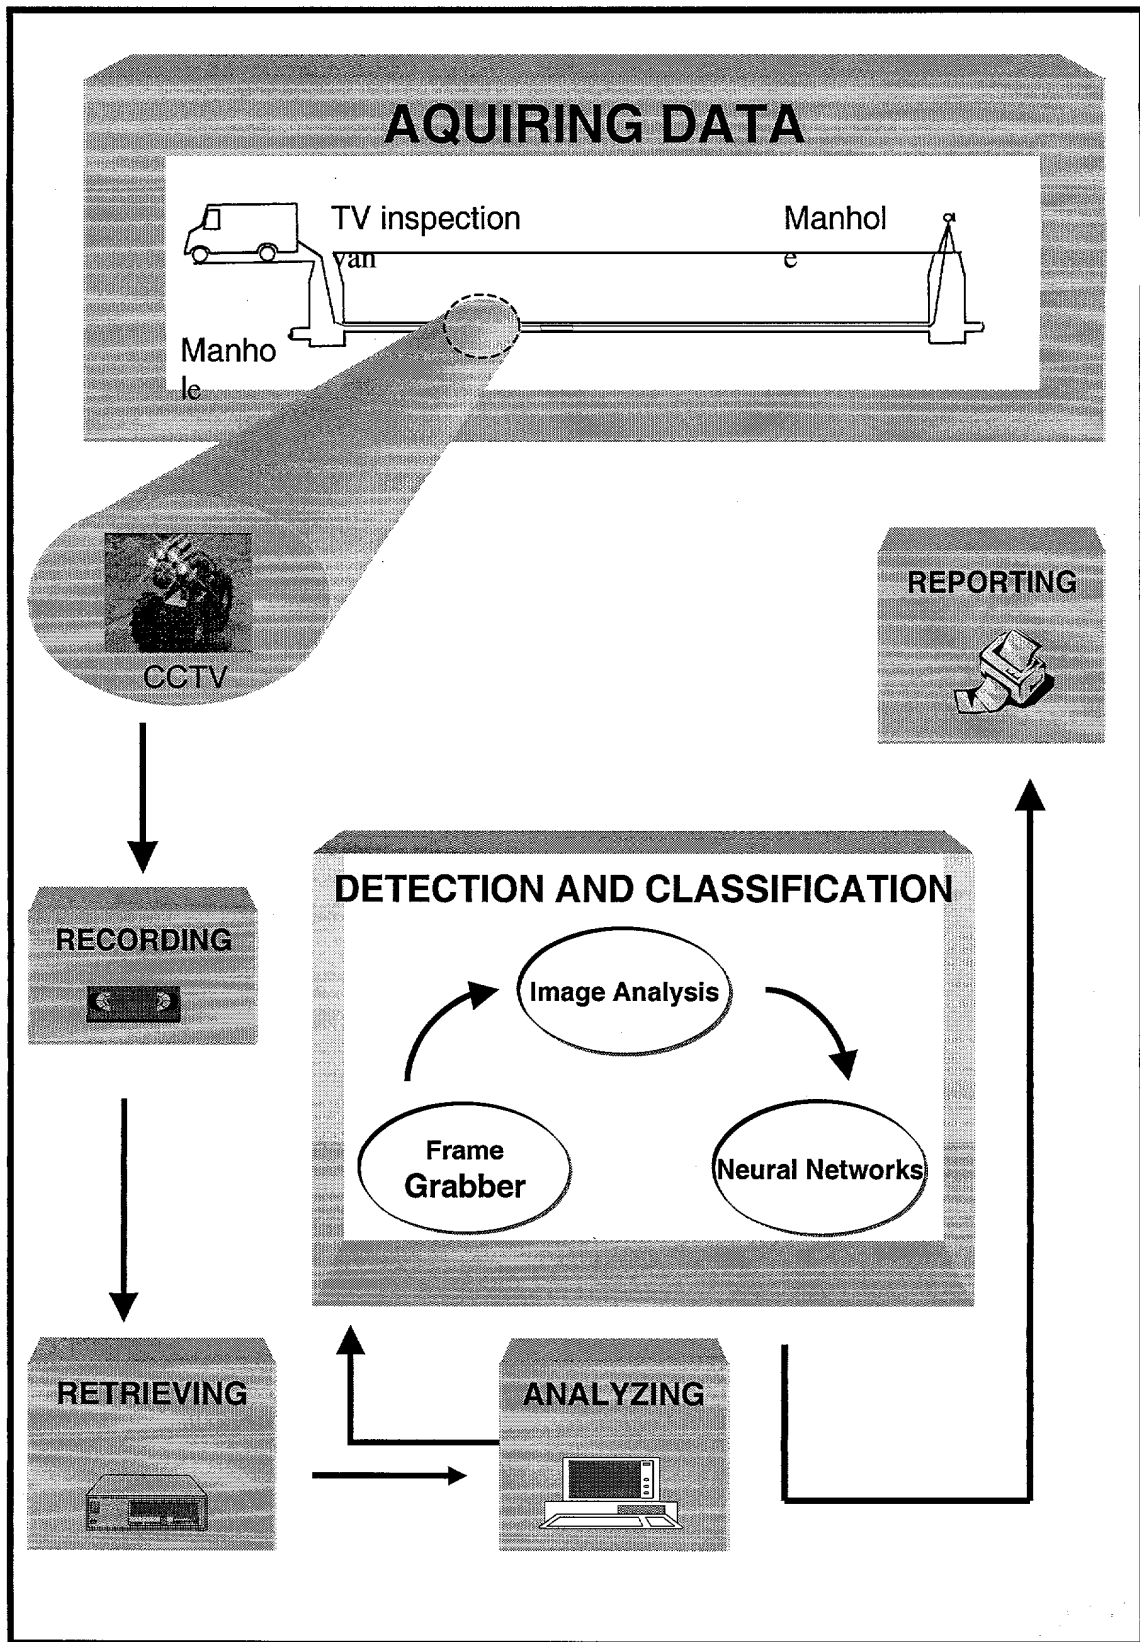 AQUIRING DATA
TV inspection
van
Manhol
e
Manho
le
CCTV
REPORTING
DETECTION AND CLASSIFICATION
RECORDING
Image Analysis
Frame
Grabber
Neural Networks
RETRIEVING
ANALYZING